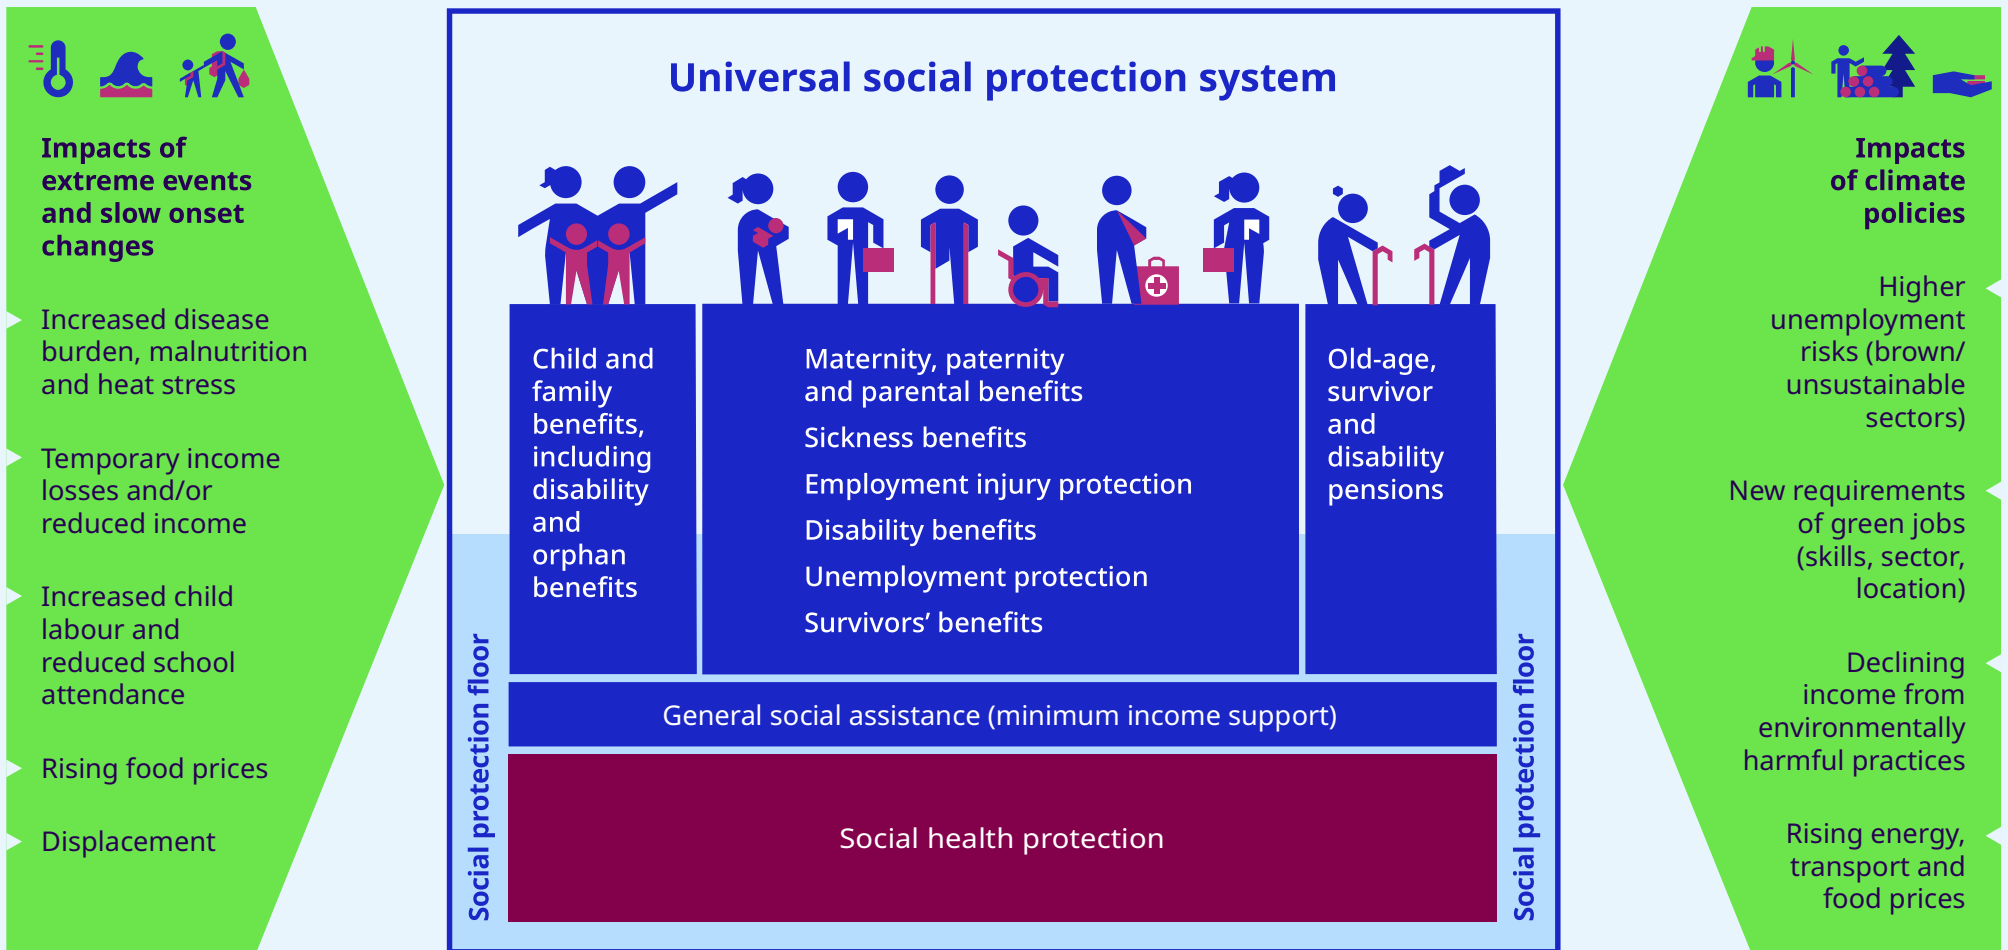 Impacts of
extreme events
and slow onset
changes
Increased disease
burden, malnutrition
and heat stress
Temporary income
losses and/or
reduced income
Increased child
labour and
reduced school
attendance
Rising food prices
Displacement
Universal social protection system
Child and
family
benefits,
including
disability
and
orphan
benefits
Maternity, paternity
and parental benefits
Sickness benefits
Employment injury protection
Disability benefits
Unemployment protection
Survivors’ benefits
Old-age,
survivor
and
disability
pensions
Social protection floor
General social assistance (minimum income support)
Social health protection
Social protection floor
Impacts
of climate
policies
Higher
unemployment
risks (brown/
unsustainable
sectors)
New requirements
of green jobs
(skills, sector,
location)
Declining
income from
environmentally
harmful practices
Rising energy,
transport and
food prices